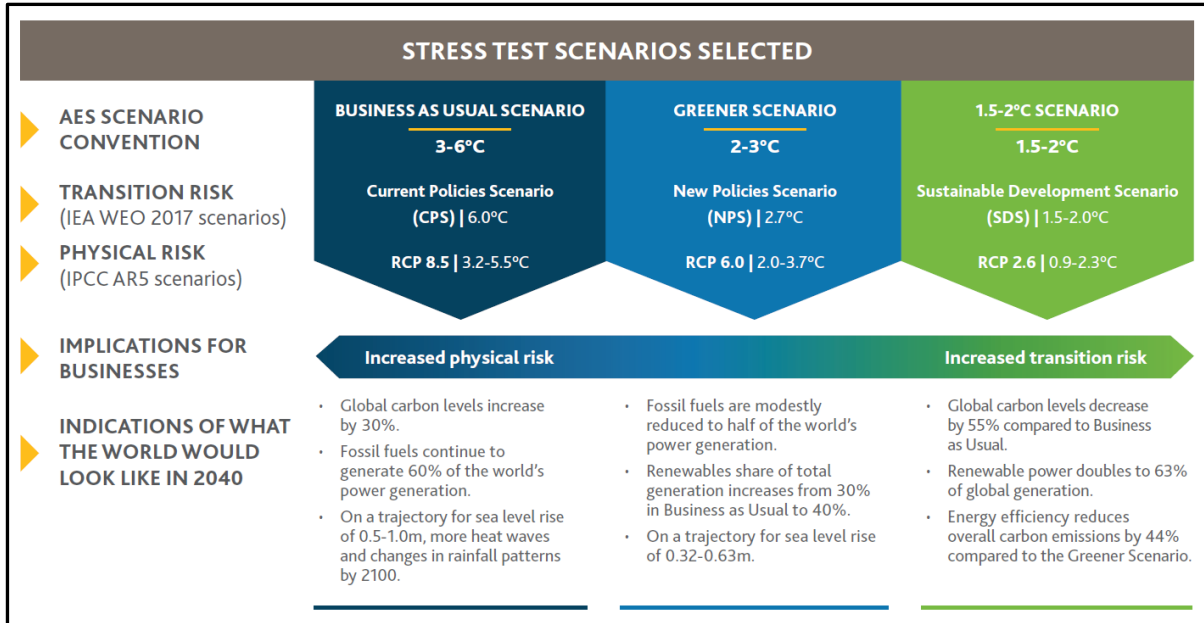 STRESS TEST SCENARIOS SELECTED
AES SCENARIO
CONVENTION
BUSINESS AS USUAL SCENARIO
3-6°C
GREENER SCENARIO
2-3°C
1.5-2°C SCENARIO
1.5-2°C
TRANSITION RISK
(IEA WEO 2017 scenarios)
Current Policies Scenario
(CPS) | 6.0°C
New Policies Scenario
(NPS) | 2.7°C
Sustainable Development Scenario
(SDS) | 1.5-2.0°C
PHYSICAL RISK
(IPCC AR5 scenarios)
RCP 8.5 | 3.2-5.5°C
RCP 6.0 | 2.0-3.7°C
RCP 2.6 | 0.9-2.3°C
IMPLICATIONS FOR
BUSINESSES
Increased physical risk
Increased transition risk
INDICATIONS OF WHAT
THE WORLD WOULD
LOOK LIKE IN 2040
• Global carbon levels increase
by 30%.
• Fossil fuels continue to
generate 60% of the world's
power generation.
• On a trajectory for sea level rise
of 0.5-1.0m, more heat waves
and changes in rainfall patterns
by 2100.
• Fossil fuels are modestly
reduced to half of the world's
power generation.
• Renewables share of total
generation increases from 30%
in Business as Usual to 40%.
• On a trajectory for sea level rise
of 0.32-0.63m.
• Global carbon levels decrease
by 55% compared to Business
as Usual.
• Renewable power doubles to 63%
of global generation.
• Energy efficiency reduces
overall carbon emissions by 44%
compared to the Greener Scenario.